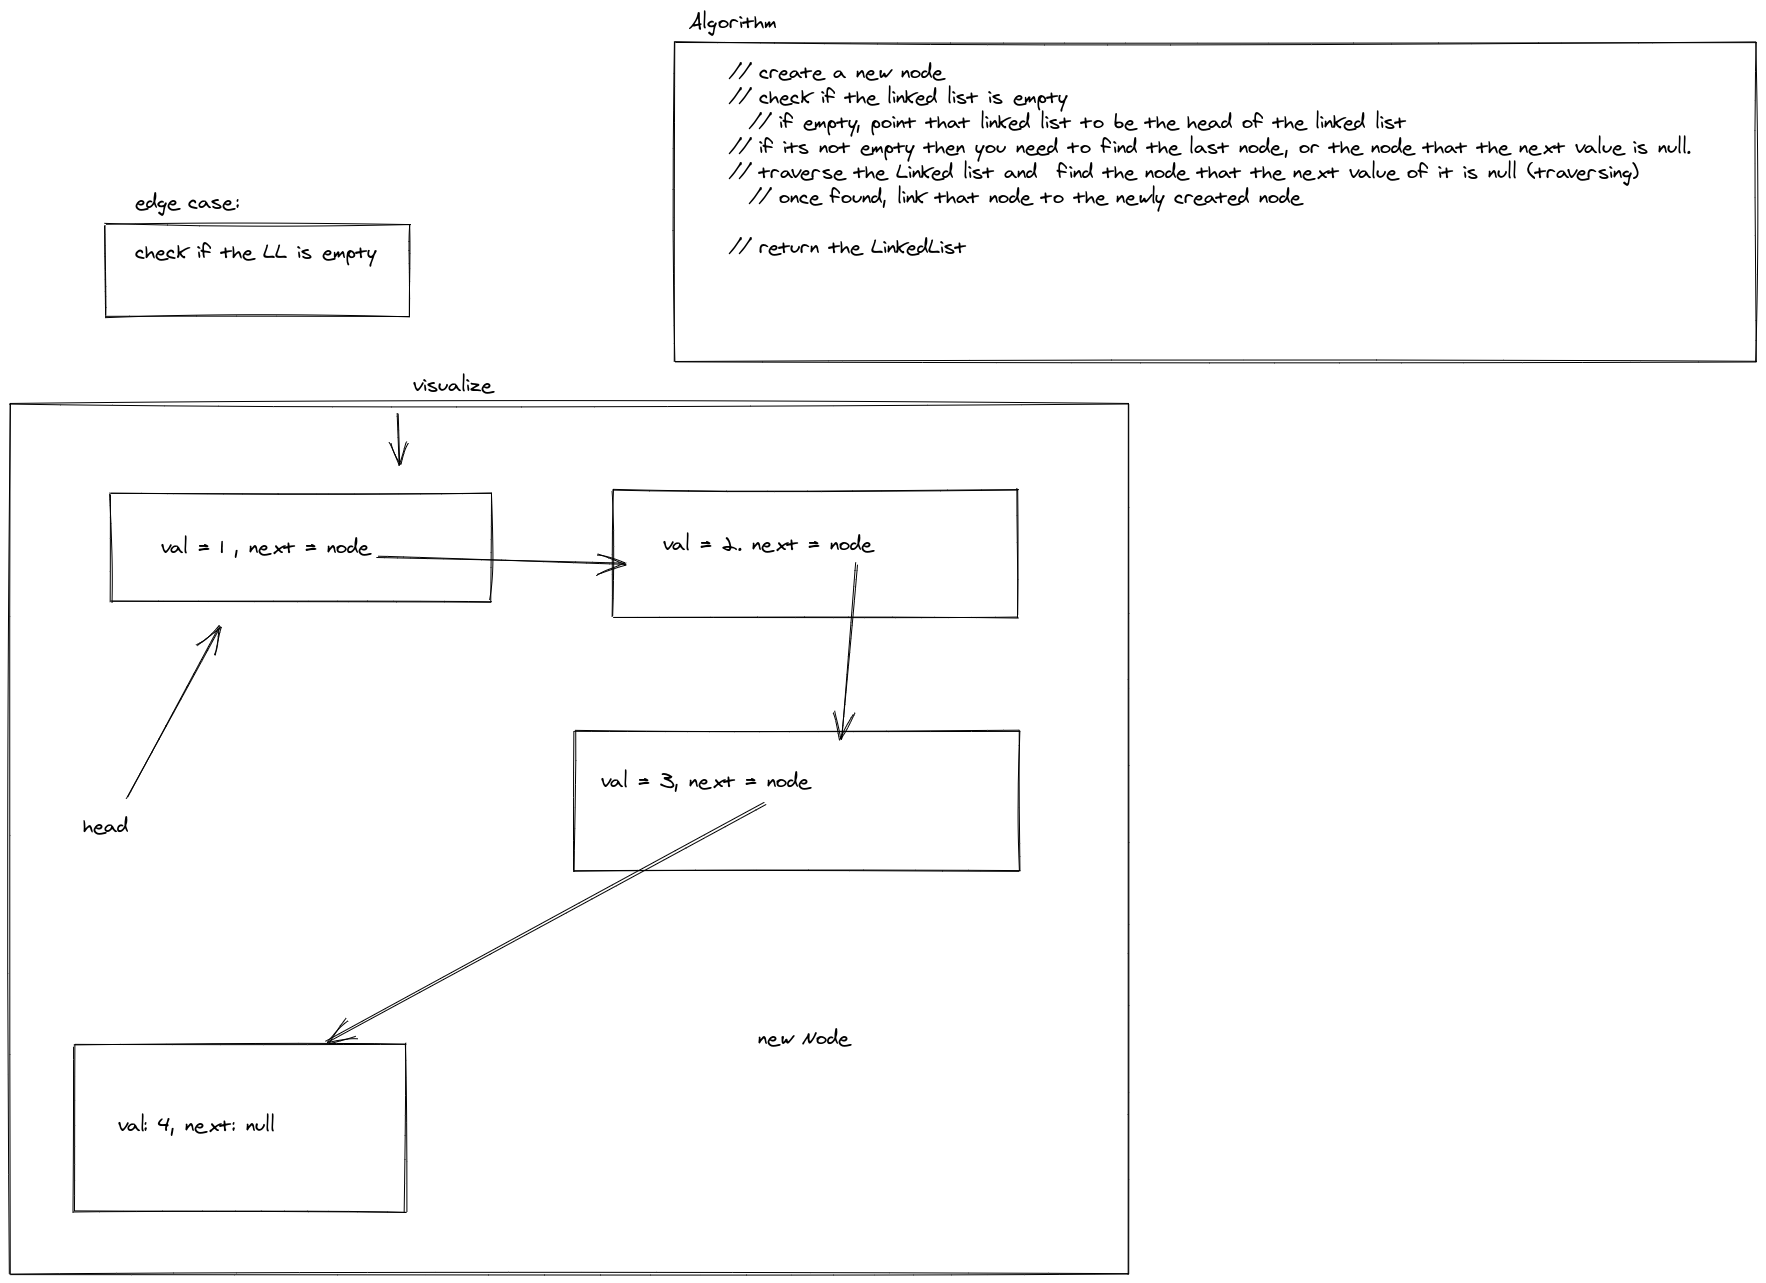 Algorithm
// create a new node
// check if the linked list is empty
// if empty, point that linked list to be the head of the linked list
// if its not empty then you need to find the last node, or the node that the next value is null.
// traverse the Linked list and find the node that the next value of it is null (traversing)
// once found, link that node to the newly created node
// return the LinkedList
edge case:
check if the LL is empty
visualize
val = 1 , next = node
val = 2. next = node
val = 3, next = node
head
new Node
val: 4, next: null